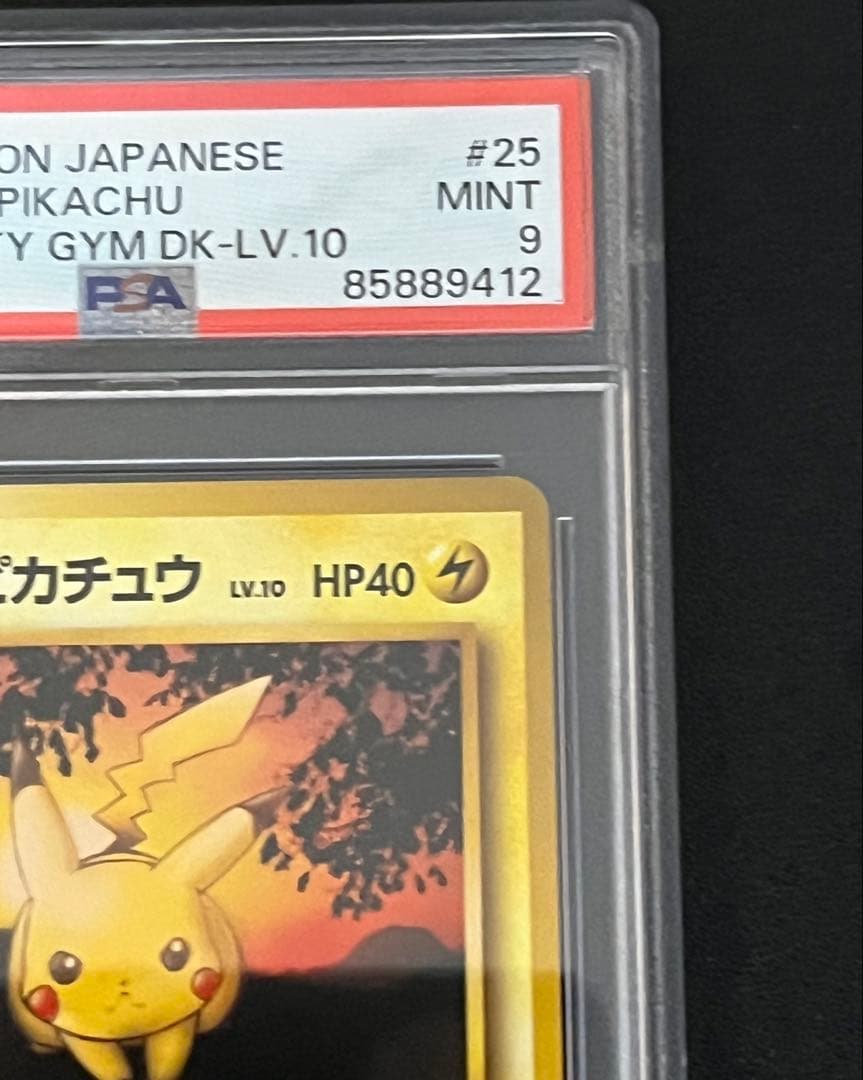 ON JAPANESE #25
PIKACHU MINT
TY GYM DK-LV.10 9
PSA 85889412
ピカチュウ LV.10 HP40